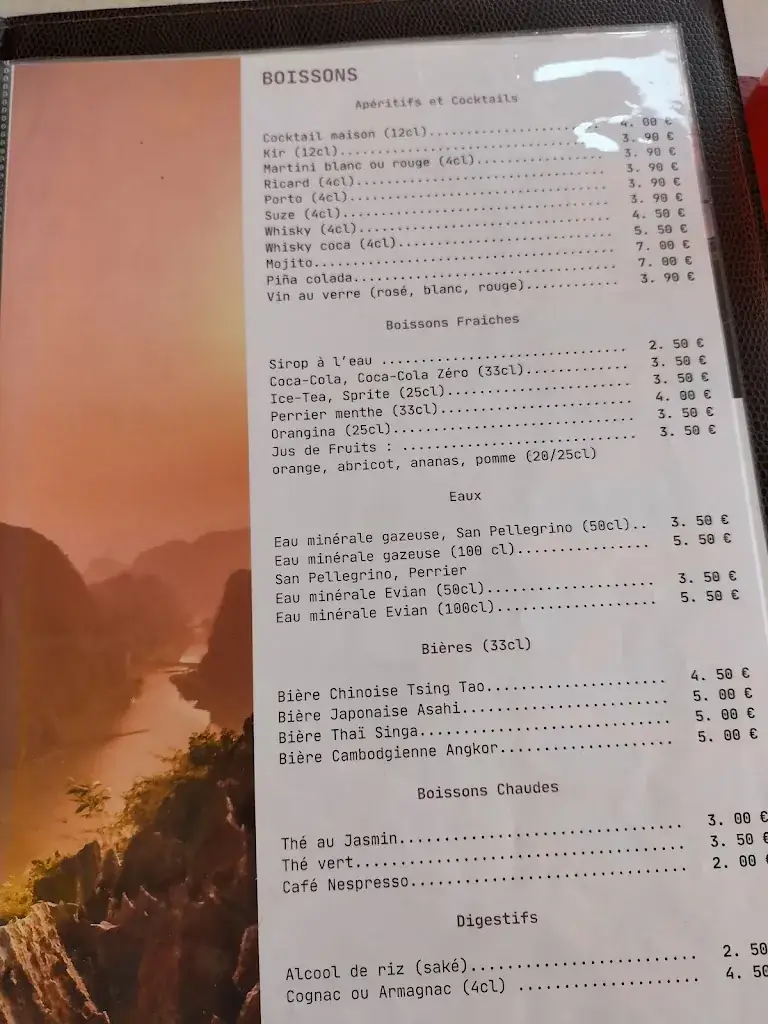 BOISSONS
Apéritifs et Cocktails
Cocktail maison (12cl)........................ 4. 00 €
Kir (12cl)................................... 3. 90 €
Martini blanc ou rouge (4cl)................ 3. 90 €
Ricard (4cl)................................ 3. 90 €
Porto (4cl)................................. 3. 90 €
Suze (4cl).................................. 3. 90 €
Whisky (4cl)................................ 4. 50 €
Whisky coca (4cl)........................... 5. 50 €
Mojito...................................... 7. 00 €
Piña colada................................. 7. 00 €
Vin au verre (rosé, blanc, rouge)............ 3. 90 €
Boissons Fraiches
Sirop à l'eau .............................. 2. 50 €
Coca-Cola, Coca-Cola Zéro (33cl)............. 3. 50 €
Ice-Tea, Sprite (25cl)....................... 3. 50 €
Perrier menthe (33cl)........................ 4. 00 €
Orangina (25cl).............................. 3. 50 €
Jus de Fruits : ............................. 3. 50 €
orange, abricot, ananas, pomme (20/25cl)
Eaux
Eau minérale gazeuse, San Pellegrino (50cl).. 3. 50 €
Eau minérale gazeuse (100 cl)................ 5. 50 €
San Pellegrino, Perrier
Eau minérale Evian (50cl).................... 3. 50 €
Eau minérale Evian (100cl)................... 5. 50 €
Bières (33cl)
Bière Chinoise Tsing Tao..................... 4. 50 €
Bière Japonaise Asahi........................ 5. 00 €
Bière Thaï Singa............................. 5. 00 €
Bière Cambodgienne Angkor.................... 5. 00 €
Boissons Chaudes
Thé au Jasmin................................ 3. 00 €
Thé vert..................................... 3. 50 €
Café Nespresso............................... 2. 00 €
Digestifs
Alcool de riz (saké)......................... 2. 50
Cognac ou Armagnac (4cl) .................... 4. 50